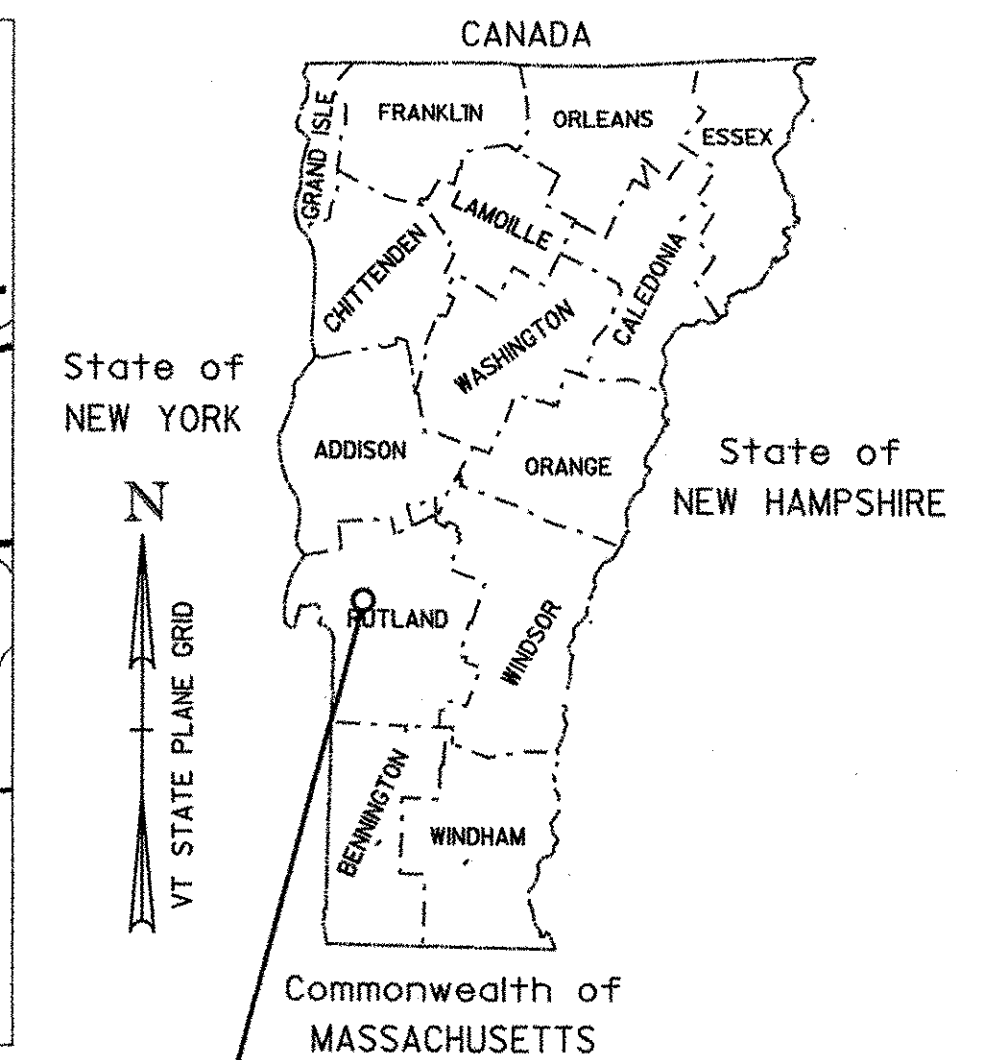 CANADA
FRANKLIN
ORLEANS
ESSEX
GRAND ISLE
LAMOILLE
CHITTENDEN
CALEDONIA
WASHINGTON
State of
NEW YORK
ADDISON
ORANGE
State of
NEW HAMPSHIRE
N
VT STATE PLANE GRID
RUTLAND
WINDSOR
BENNINGTON
WINDHAM
Commonwealth of
MASSACHUSETTS